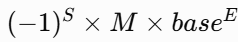 (−1)^S × M × base^E